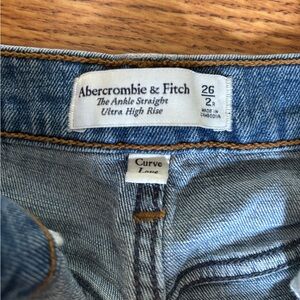 Abercrombie & Fitch
The Ankle Straight
Ultra High Rise
26
2R
MADE IN
CAMBODIA
Curve
Love